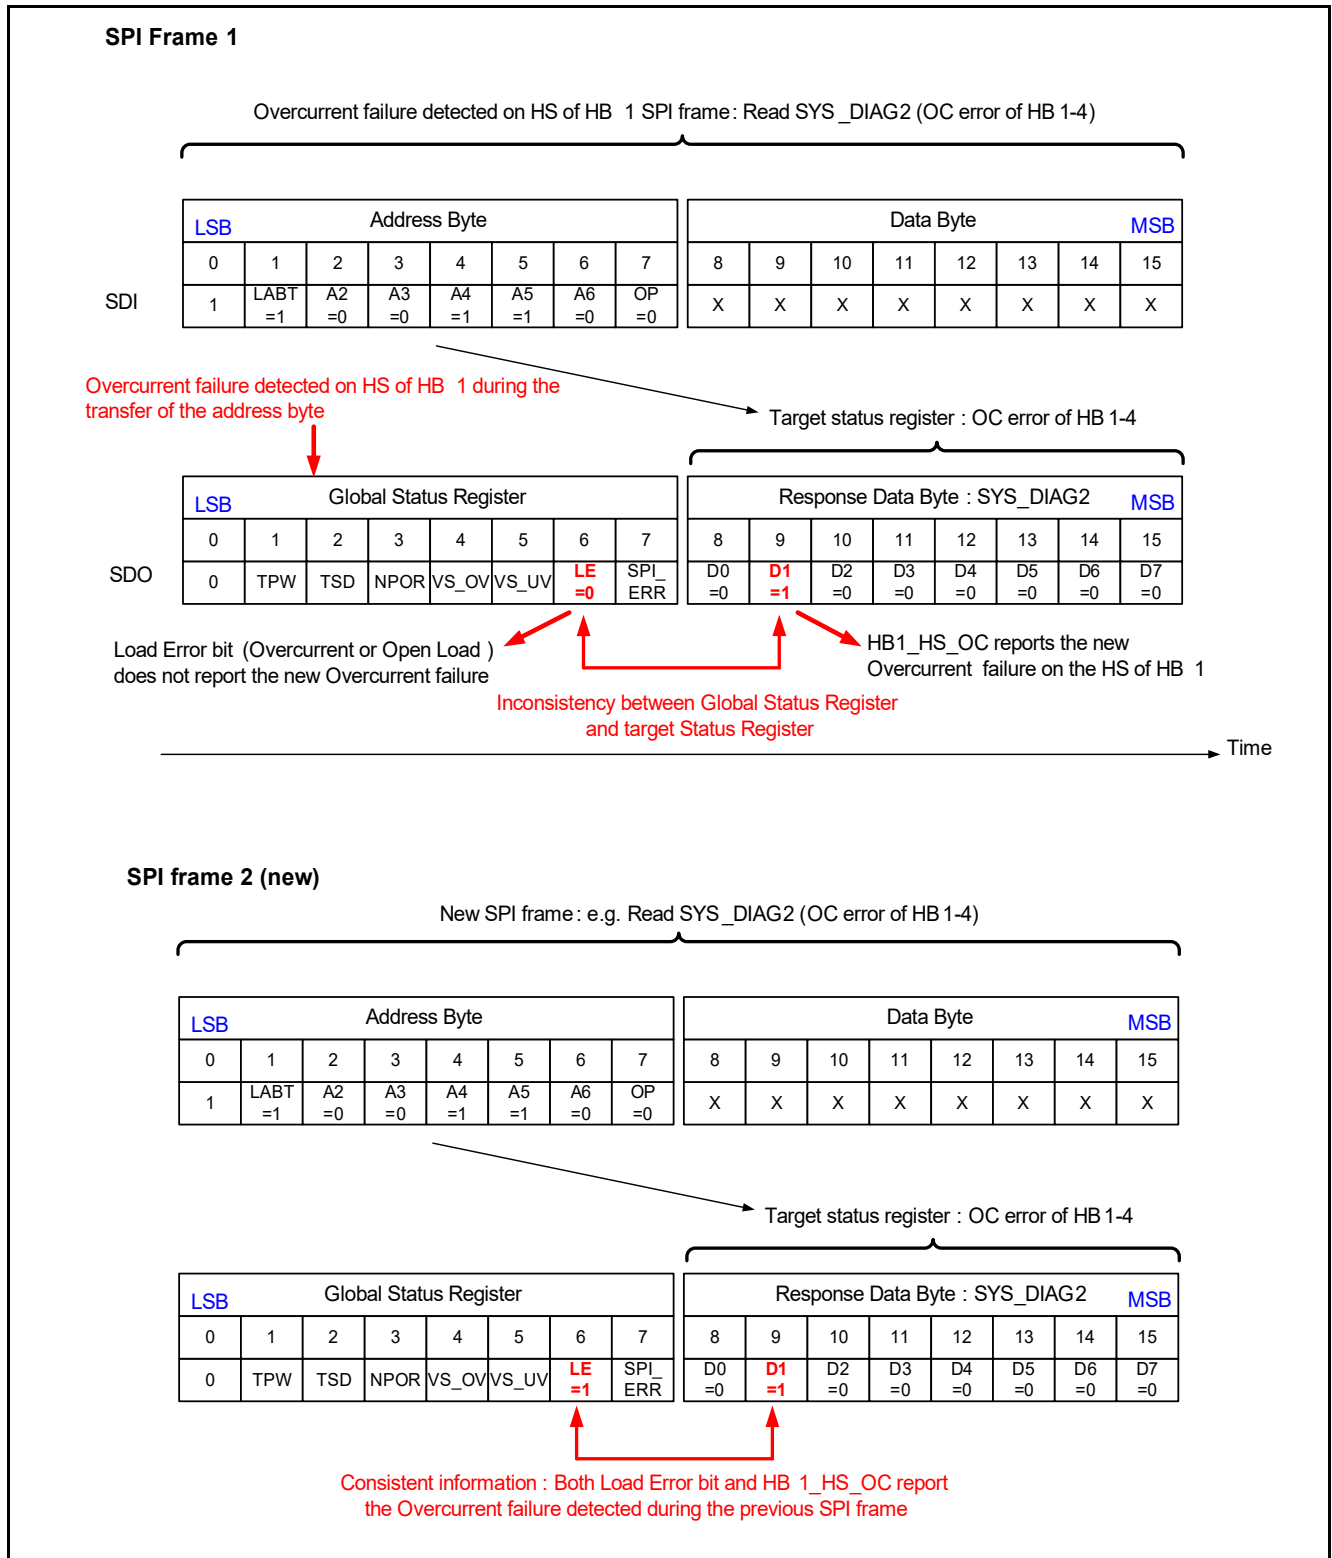 SPI Frame 1
Overcurrent failure detected on HS of HB 1 SPI frame: Read SYS_DIAG2 (OC error of HB 1-4)
LSB Address Byte Data Byte MSB
0 1 2 3 4 5 6 7 8 9 10 11 12 13 14 15
SDI 1 LABT =1 A2 =0 A3 =0 A4 =1 A5 =1 A6 =0 OP =0 X X X X X X X X
Overcurrent failure detected on HS of HB 1 during the
transfer of the address byte
Target status register : OC error of HB 1-4
LSB Global Status Register Response Data Byte : SYS_DIAG2 MSB
0 1 2 3 4 5 6 7 8 9 10 11 12 13 14 15
SDO 0 TPW TSD NPOR VS_OV VS_UV LE =0 SPI_ ERR D0 =0 D1 =1 D2 =0 D3 =0 D4 =0 D5 =0 D6 =0 D7 =0
Load Error bit (Overcurrent or Open Load )
does not report the new Overcurrent failure
HB1_HS_OC reports the new
Overcurrent failure on the HS of HB 1
Inconsistency between Global Status Register
and target Status Register
Time
SPI frame 2 (new)
New SPI frame : e.g. Read SYS_DIAG2 (OC error of HB 1-4)
LSB Address Byte Data Byte MSB
0 1 2 3 4 5 6 7 8 9 10 11 12 13 14 15
1 LABT =1 A2 =0 A3 =0 A4 =1 A5 =1 A6 =0 OP =0 X X X X X X X X
Target status register : OC error of HB 1-4
LSB Global Status Register Response Data Byte : SYS_DIAG2 MSB
0 1 2 3 4 5 6 7 8 9 10 11 12 13 14 15
0 TPW TSD NPOR VS_OV VS_UV LE =1 SPI_ ERR D0 =0 D1 =1 D2 =0 D3 =0 D4 =0 D5 =0 D6 =0 D7 =0
Consistent information : Both Load Error bit and HB 1_HS_OC report
the Overcurrent failure detected during the previous SPI frame